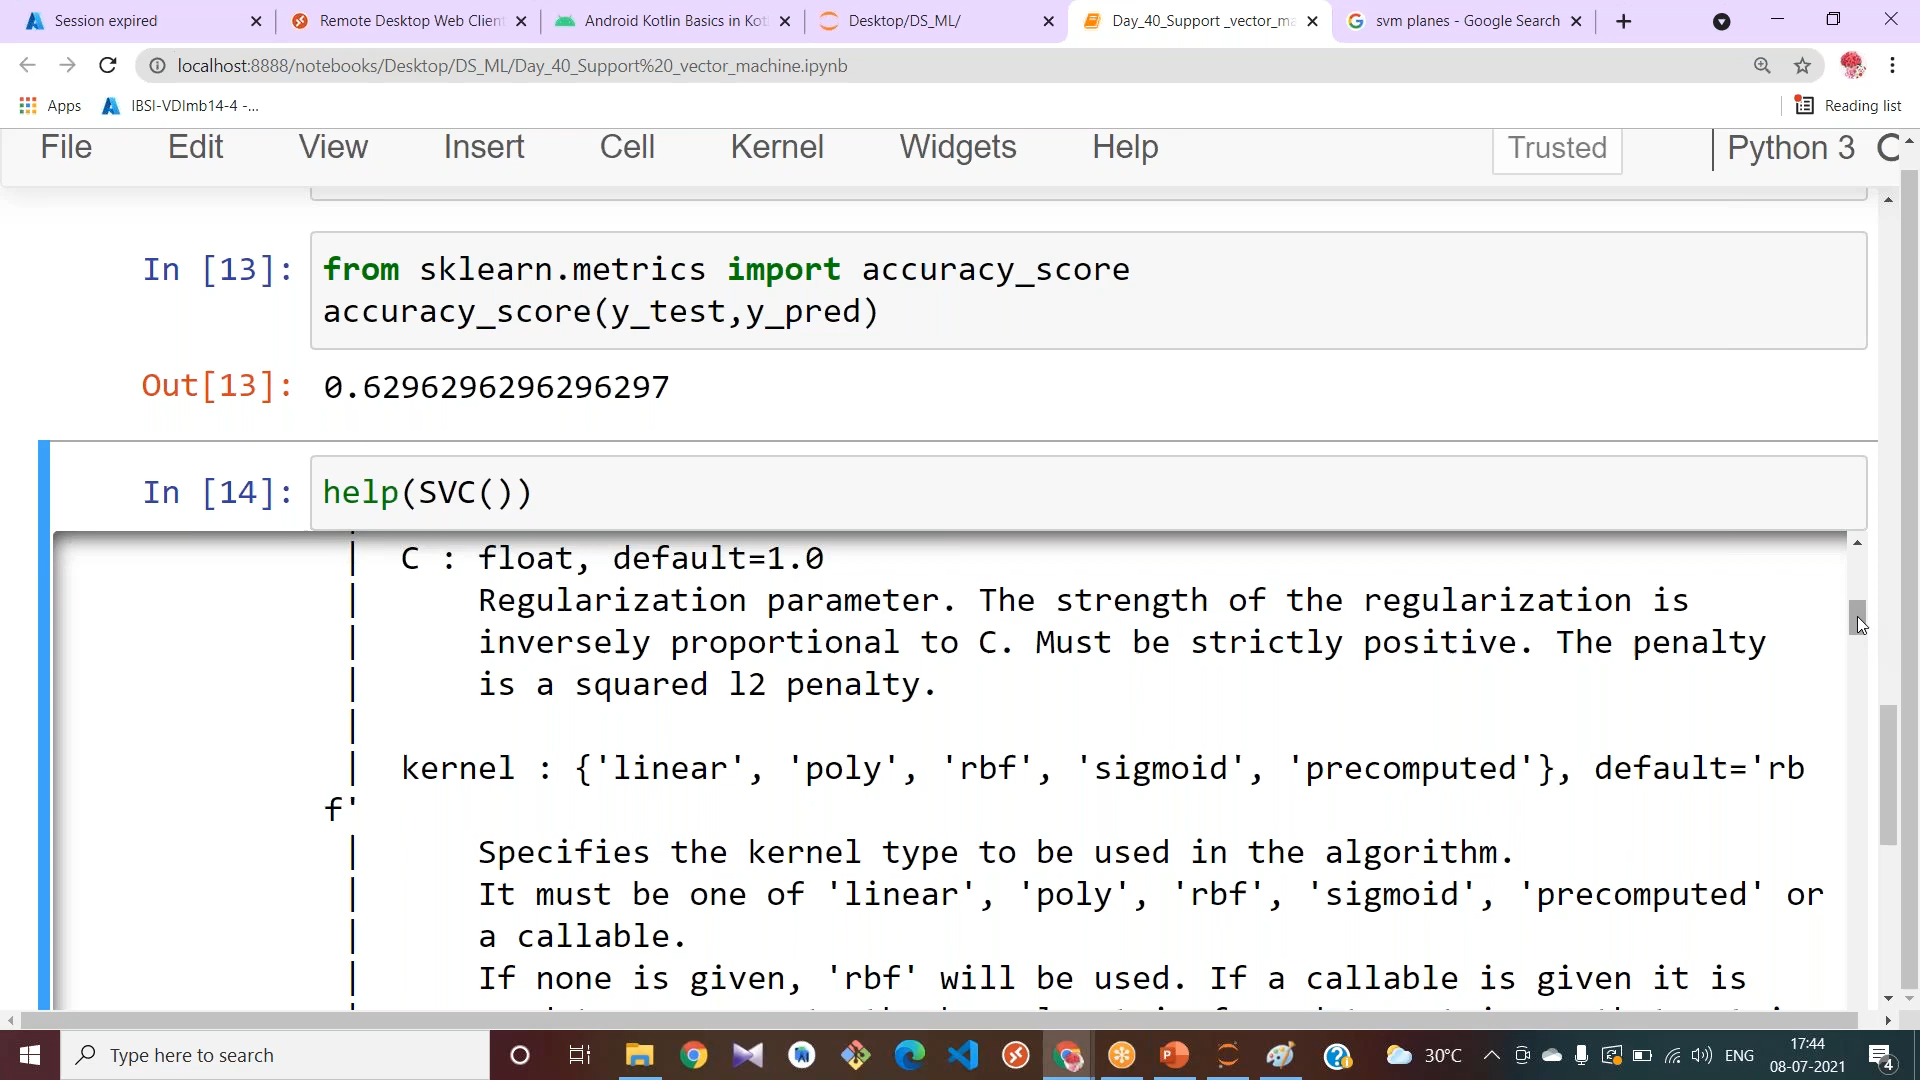 Session expired
Remote Desktop Web Clien
Android Kotlin Basics in Kot
Desktop/DS_ML/
Day_40_Support _vector_ma
svm planes - Google Search
localhost:8888/notebooks/Desktop/DS_ML/Day_40_Support%20_vector_machine.ipynb
Apps
IBSI-VDImb14-4 -...
Reading list
File Edit View Insert Cell Kernel Widgets Help
Trusted
Python 3
In [13]:
from sklearn.metrics import accuracy_score
accuracy_score(y_test,y_pred)
Out[13]: 0.6296296296296297
In [14]: help(SVC())
| C : float, default=1.0
| Regularization parameter. The strength of the regularization is
| inversely proportional to C. Must be strictly positive. The penalty
| is a squared l2 penalty.
|
| kernel : {'linear', 'poly', 'rbf', 'sigmoid', 'precomputed'}, default='rb
f'
| Specifies the kernel type to be used in the algorithm.
| It must be one of 'linear', 'poly', 'rbf', 'sigmoid', 'precomputed' or
| a callable.
| If none is given, 'rbf' will be used. If a callable is given it is
Type here to search
30°C
ENG
17:44
08-07-2021
4